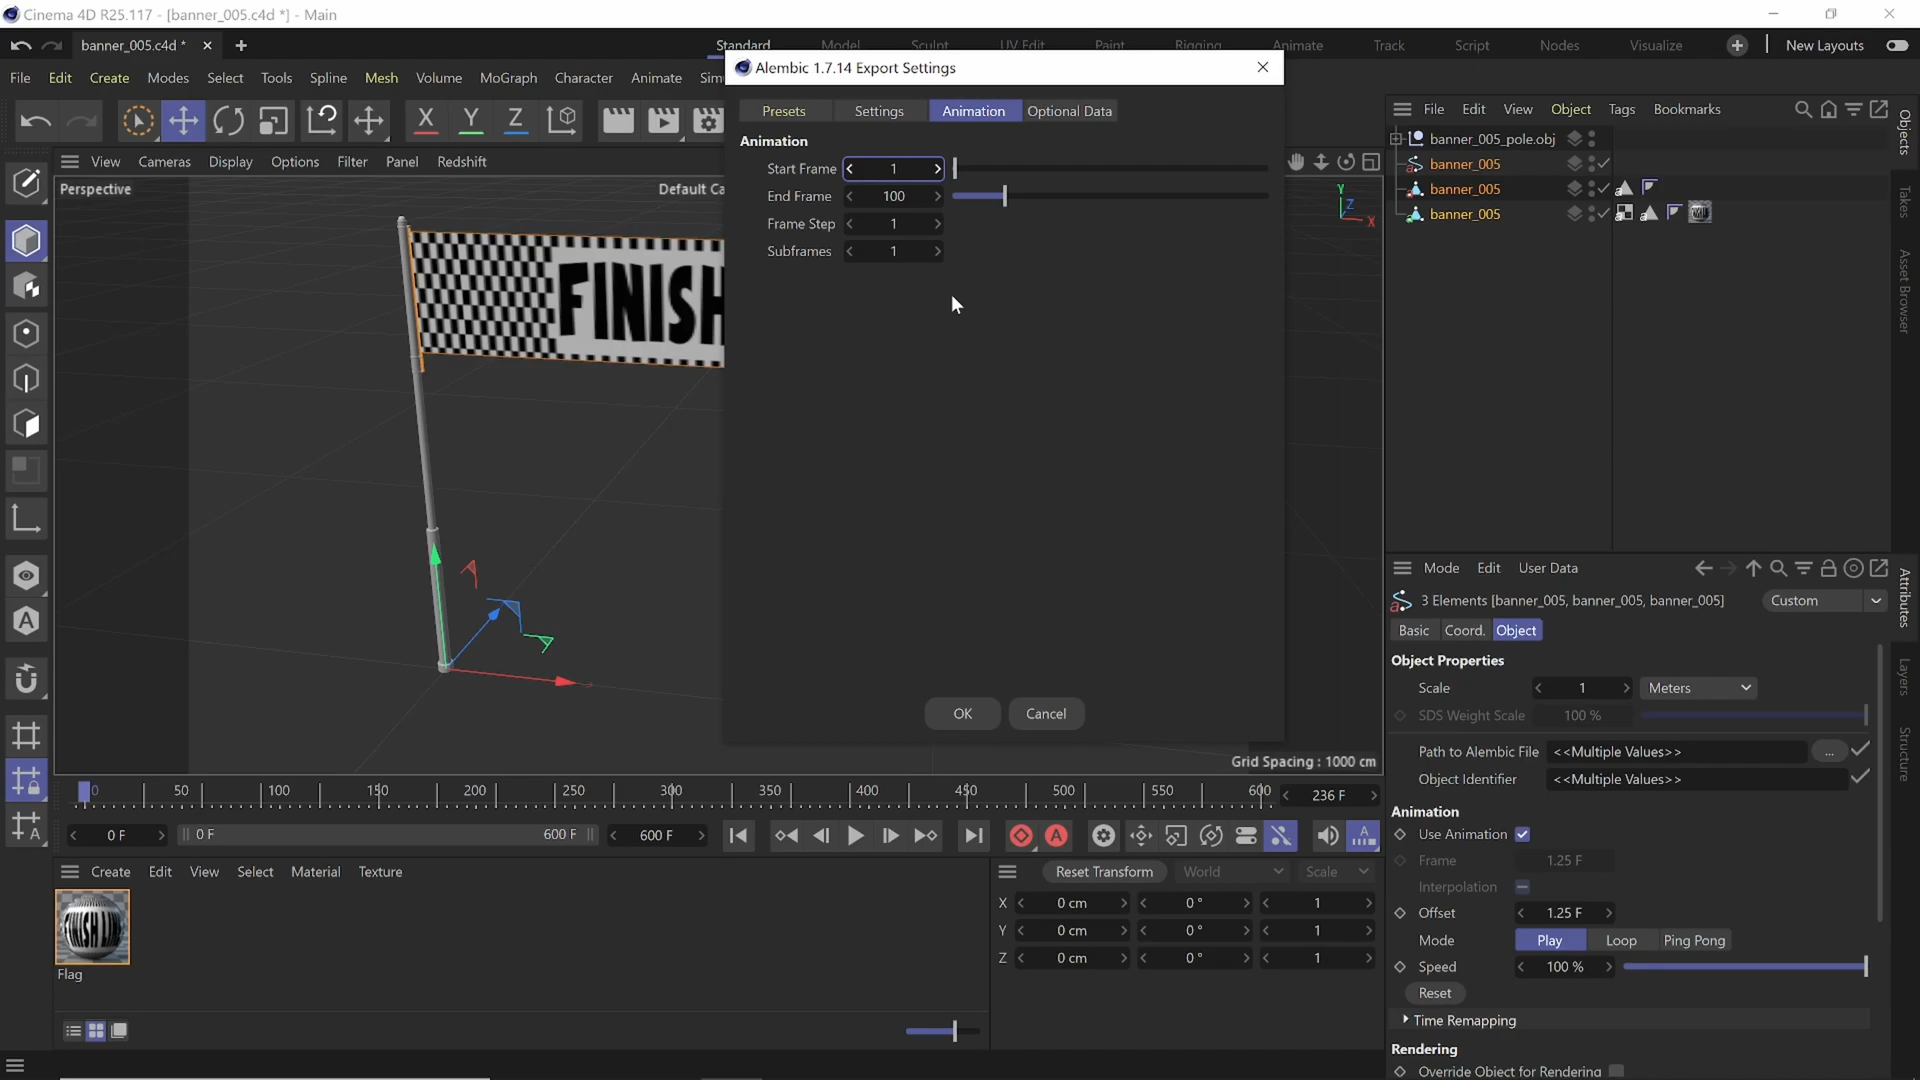 Cinema 4D R25.117 - [banner_005.c4d *] - Main
banner_005.c4d *
Standard Model Sculpt UV Edit Paint Rigging Animate Track Script Nodes Visualize New Layouts
File Edit Create Modes Select Tools Spline Mesh Volume MoGraph Character Animate Sim
Alembic 1.7.14 Export Settings
Presets Settings Animation Optional Data
Animation
Start Frame 1
End Frame 100
Frame Step 1
Subframes 1
OK Cancel
X Y Z
View Cameras Display Options Filter Panel Redshift
Perspective
Default Ca
FINISH
Y
Z
X
Grid Spacing : 1000 cm
File Edit View Object Tags Bookmarks
banner_005_pole.obj
banner_005
banner_005
banner_005
Objects
Takes
Asset Browser
Mode Edit User Data
3 Elements [banner_005, banner_005, banner_005] Custom
Basic Coord. Object
Object Properties
Scale 1 Meters
SDS Weight Scale 100 %
Path to Alembic File <<Multiple Values>> ...
Object Identifier <<Multiple Values>>
Animation
Use Animation
Frame 1.25 F
Interpolation
Offset 1.25 F
Mode Play Loop Ping Pong
Speed 100 %
Reset
Time Remapping
Rendering
Override Object for Rendering
Attributes
Layers
Structure
0 50 100 150 200 250 300 350 400 450 500 550 600 236 F
0 F 0 F 600 F 600 F
Create Edit View Select Material Texture
FINISH LINE
Flag
Reset Transform World Scale
X 0 cm 0 ° 1
Y 0 cm 0 ° 1
Z 0 cm 0 ° 1